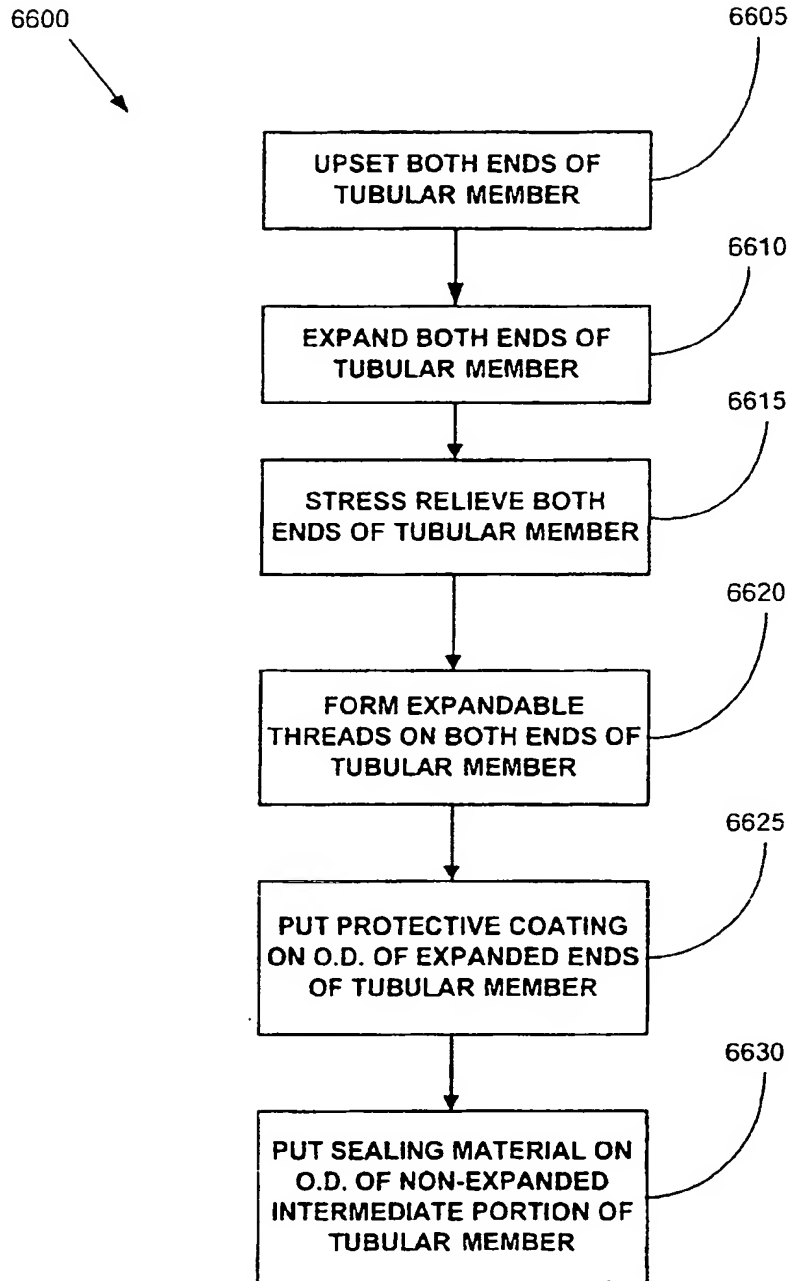 6600
6605
UPSET BOTH ENDS OF
TUBULAR MEMBER
6610
EXPAND BOTH ENDS OF
TUBULAR MEMBER
6615
STRESS RELIEVE BOTH
ENDS OF TUBULAR MEMBER
6620
FORM EXPANDABLE
THREADS ON BOTH ENDS OF
TUBULAR MEMBER
6625
PUT PROTECTIVE COATING
ON O.D. OF EXPANDED ENDS
OF TUBULAR MEMBER
6630
PUT SEALING MATERIAL ON
O.D. OF NON-EXPANDED
INTERMEDIATE PORTION OF
TUBULAR MEMBER